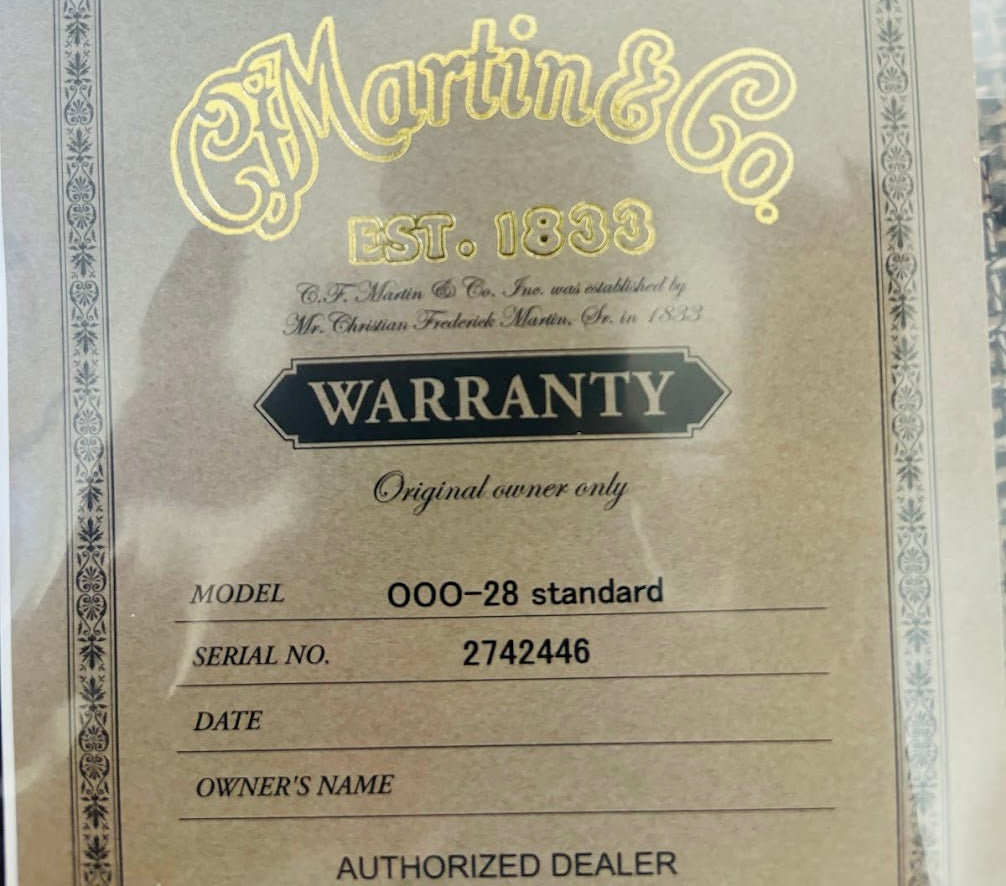 C.F. Martin & Co.
EST. 1833
C.F. Martin & Co. Inc. was established by
Mr. Christian Frederick Martin, Sr. in 1833
WARRANTY
Original owner only
MODEL OOO-28 standard
SERIAL NO. 2742446
DATE
OWNER'S NAME
AUTHORIZED DEALER